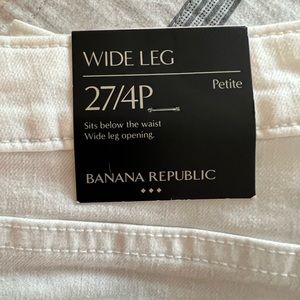 WIDE LEG
27/4P
Petite
Sits below the waist
Wide leg opening.
BANANA REPUBLIC